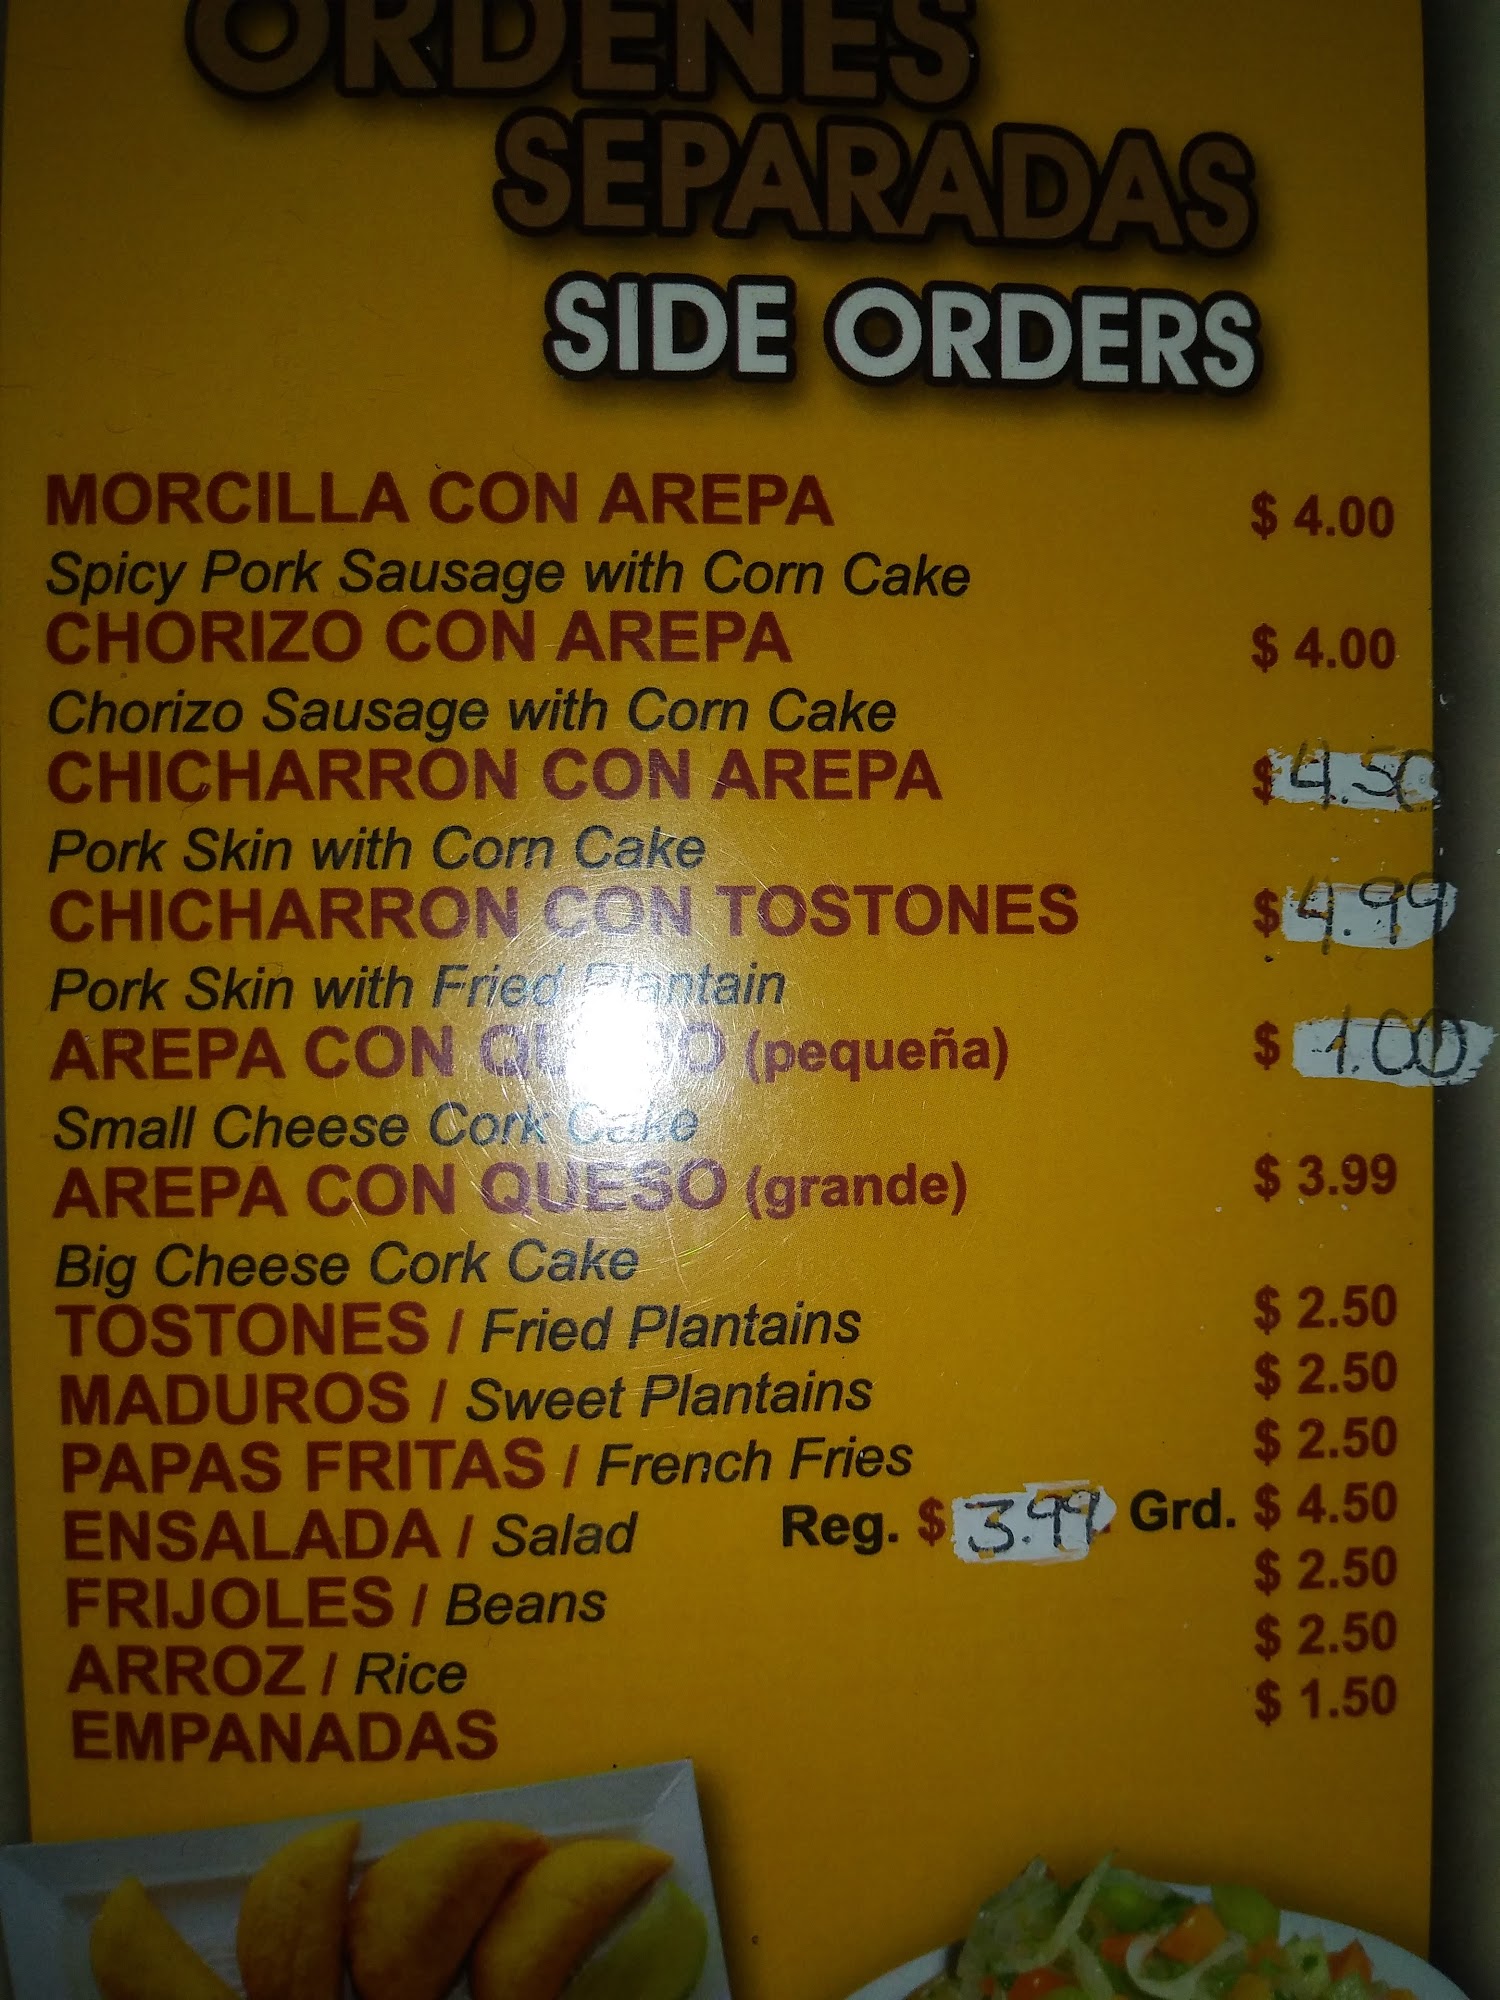 ORDENES
SEPARADAS
SIDE ORDERS
MORCILLA CON AREPA $ 4.00
Spicy Pork Sausage with Corn Cake
CHORIZO CON AREPA $ 4.00
Chorizo Sausage with Corn Cake
CHICHARRON CON AREPA $ 4.50
Pork Skin with Corn Cake
CHICHARRON CON TOSTONES $ 4.99
Pork Skin with Fried Plantain
AREPA CON QUESO (pequeña) $ 1.00
Small Cheese Cork Cake
AREPA CON QUESO (grande) $ 3.99
Big Cheese Cork Cake
TOSTONES / Fried Plantains $ 2.50
MADUROS / Sweet Plantains $ 2.50
PAPAS FRITAS / French Fries $ 2.50
ENSALADA / Salad Reg. $ 3.99 Grd. $ 4.50
FRIJOLES / Beans $ 2.50
ARROZ / Rice $ 2.50
EMPANADAS $ 1.50